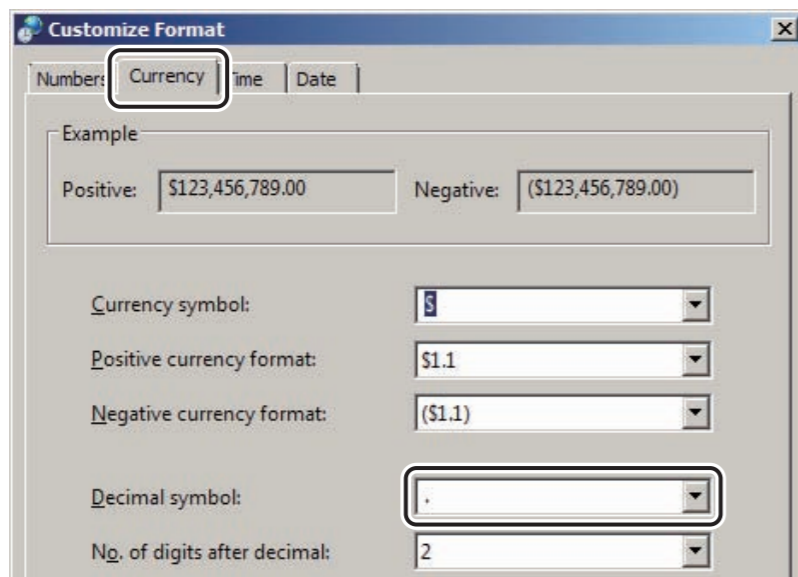 Customize Format
Numbers Currency Time Date
Example
Positive: $123,456,789.00 Negative: ($123,456,789.00)
Currency symbol: $
Positive currency format: $1.1
Negative currency format: ($1.1)
Decimal symbol: .
No. of digits after decimal: 2